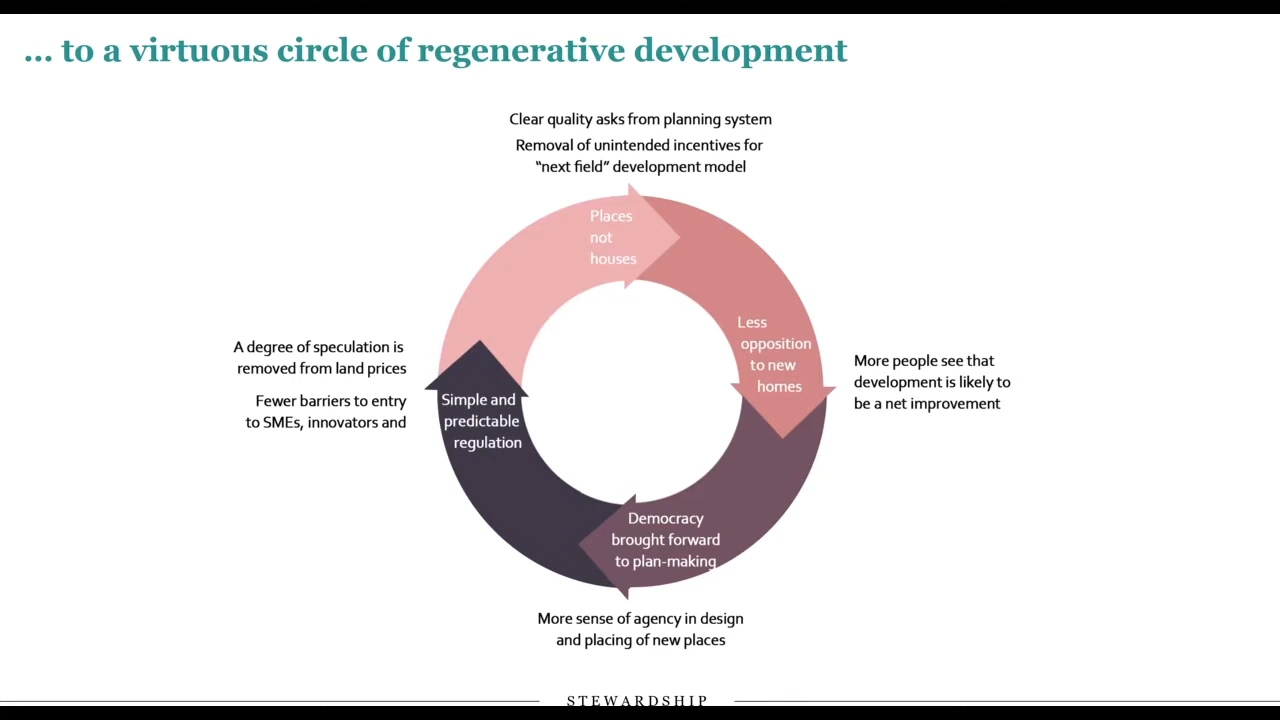 ... to a virtuous circle of regenerative development
Clear quality asks from planning system
Removal of unintended incentives for
“next field” development model
Places
not
houses
Less
opposition
to new
homes
More people see that
development is likely to
be a net improvement
Democracy
brought forward
to plan-making
More sense of agency in design
and placing of new places
Simple and
predictable
regulation
A degree of speculation is
removed from land prices
Fewer barriers to entry
to SMEs, innovators and
STEWARDSHIP